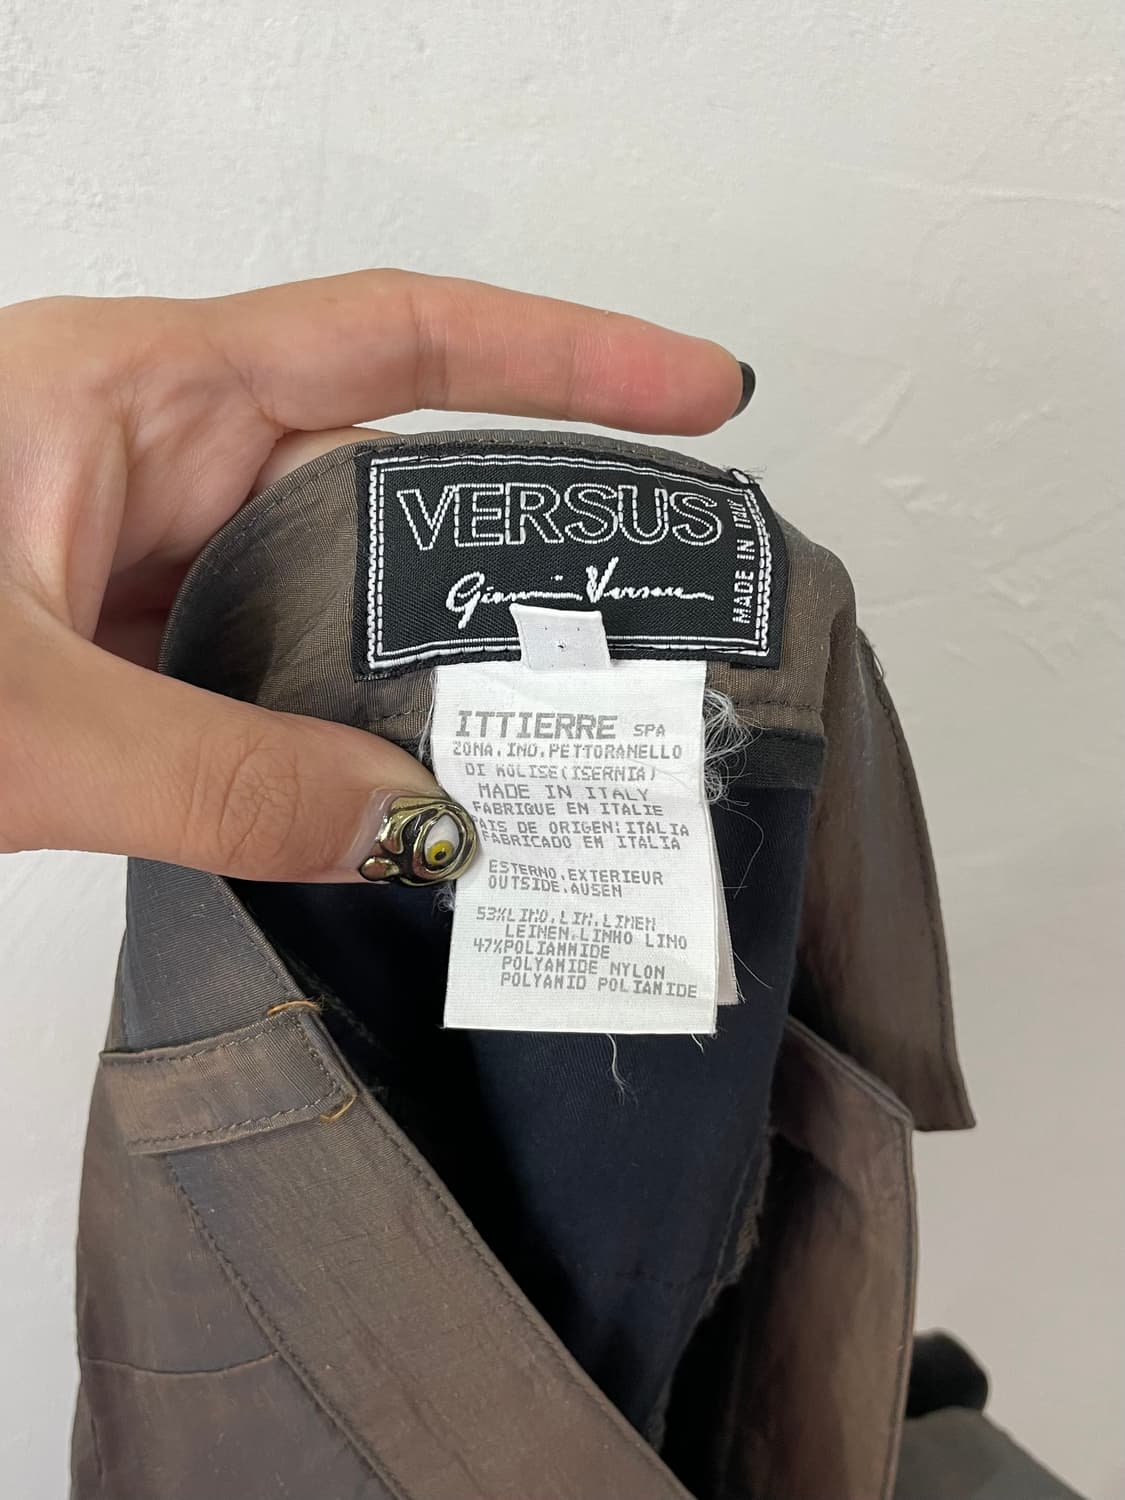 VERSUS
Gianni Versace
MADE IN ITALY
ITTIERRE SPA
ZONA.IND.PETTORANELLO
DI MOLISE(ISERNIA)
MADE IN ITALY
FABRIQUE EN ITALIE
PAIS DE ORIGEN:ITALIA
FABRICADO EN ITALIA
ESTERNO.EXTERIEUR
OUTSIDE.AUSEN
53%LINO.LIN.LINEN
LEINEN.LINHO LINO
47%POLIAMMIDE
POLYAMIDE NYLON
POLYAMID POLIAMIDE